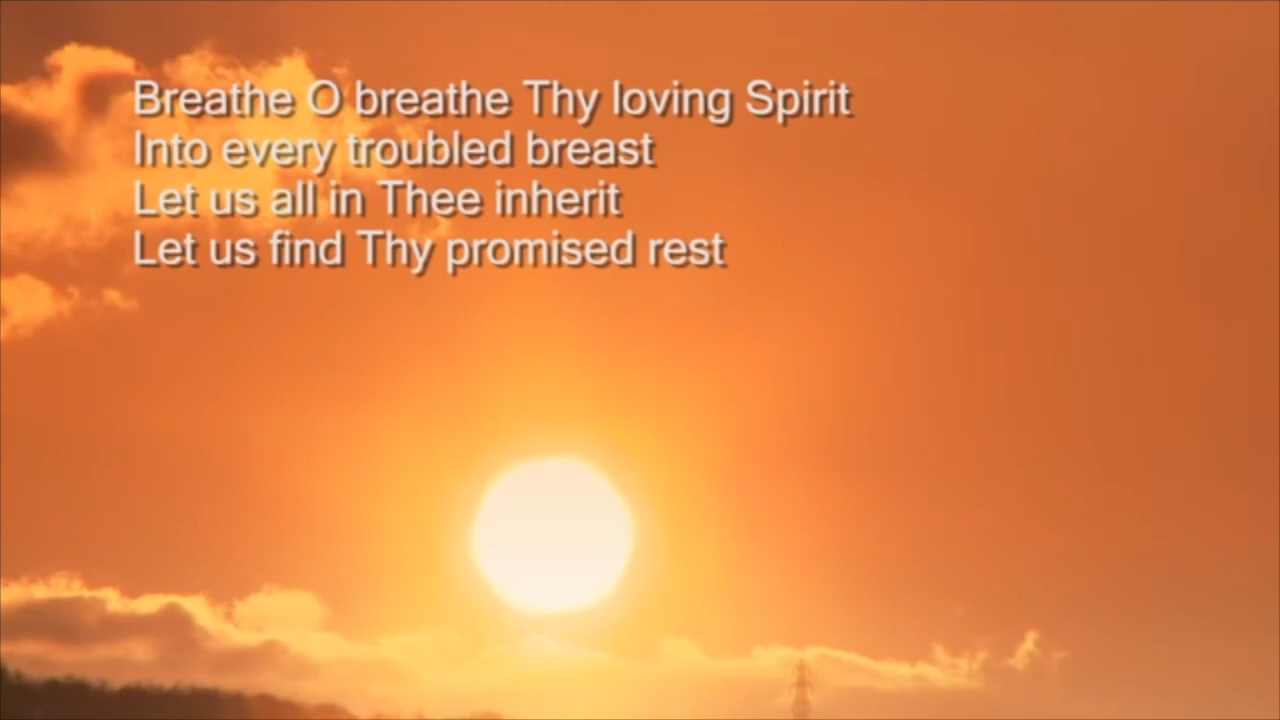 Breathe O breathe Thy loving Spirit
Into every troubled breast
Let us all in Thee inherit
Let us find Thy promised rest